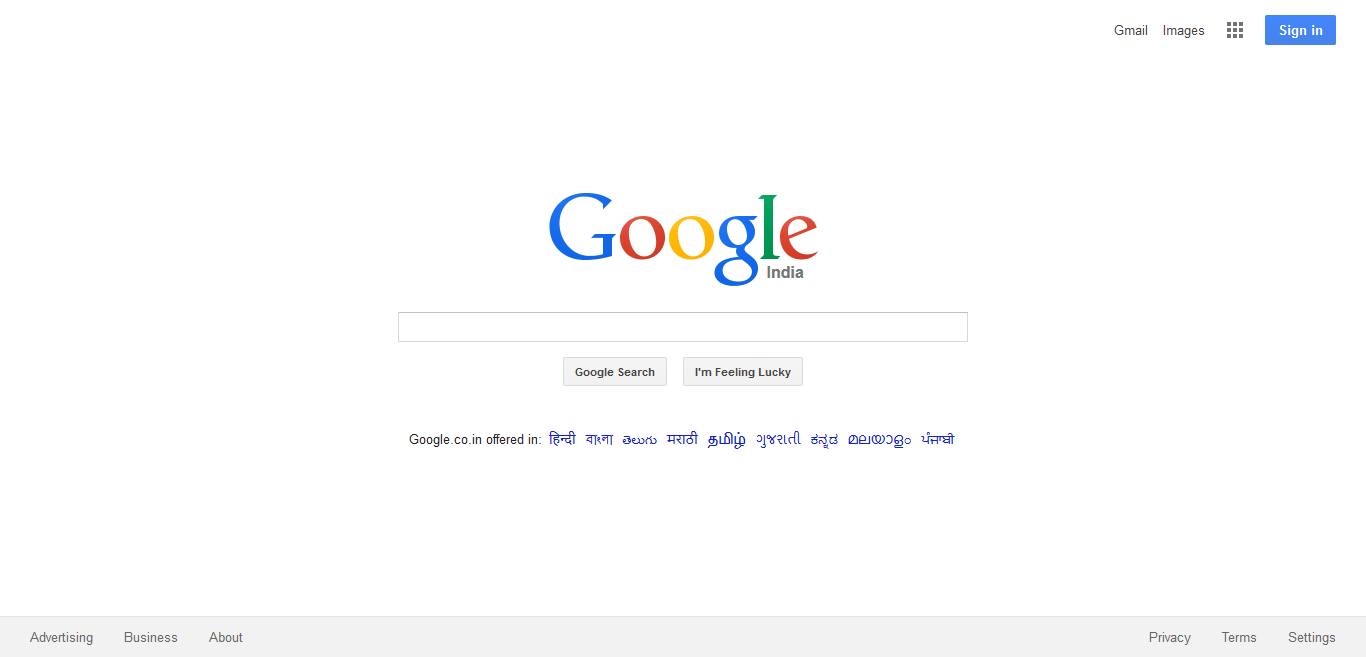 Gmail Images Sign in
Google
India
Google Search I'm Feeling Lucky
Google.co.in offered in: हिन्दी বাংলা తెలుగు मराठी தமிழ் ગુજરાતી ಕನ್ನಡ മലയാളം ਪੰਜਾਬੀ
Advertising Business About Privacy Terms Settings